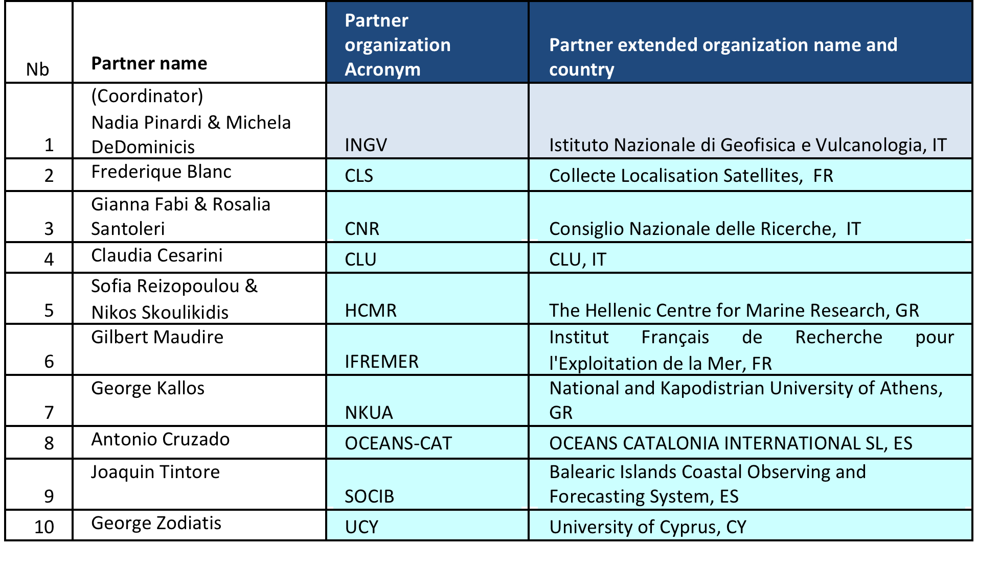 Nb
Partner name
Partner
organization
Acronym
Partner extended organization name and
country
1
(Coordinator)
Nadia Pinardi & Michela
DeDominicis
INGV
Istituto Nazionale di Geofisica e Vulcanologia, IT
2
Frederique Blanc
CLS
Collecte Localisation Satellites,  FR
3
Gianna Fabi & Rosalia
Santoleri
CNR
Consiglio Nazionale delle Ricerche,  IT
4
Claudia Cesarini
CLU
CLU, IT
5
Sofia Reizopoulou &
Nikos Skoulikidis
HCMR
The Hellenic Centre for Marine Research, GR
6
Gilbert Maudire
IFREMER
Institut Français de Recherche pour
l'Exploitation de la Mer, FR
7
George Kallos
NKUA
National and Kapodistrian University of Athens,
GR
8
Antonio Cruzado
OCEANS-CAT
OCEANS CATALONIA INTERNATIONAL SL, ES
9
Joaquin Tintore
SOCIB
Balearic Islands Coastal Observing and
Forecasting System, ES
10
George Zodiatis
UCY
University of Cyprus, CY